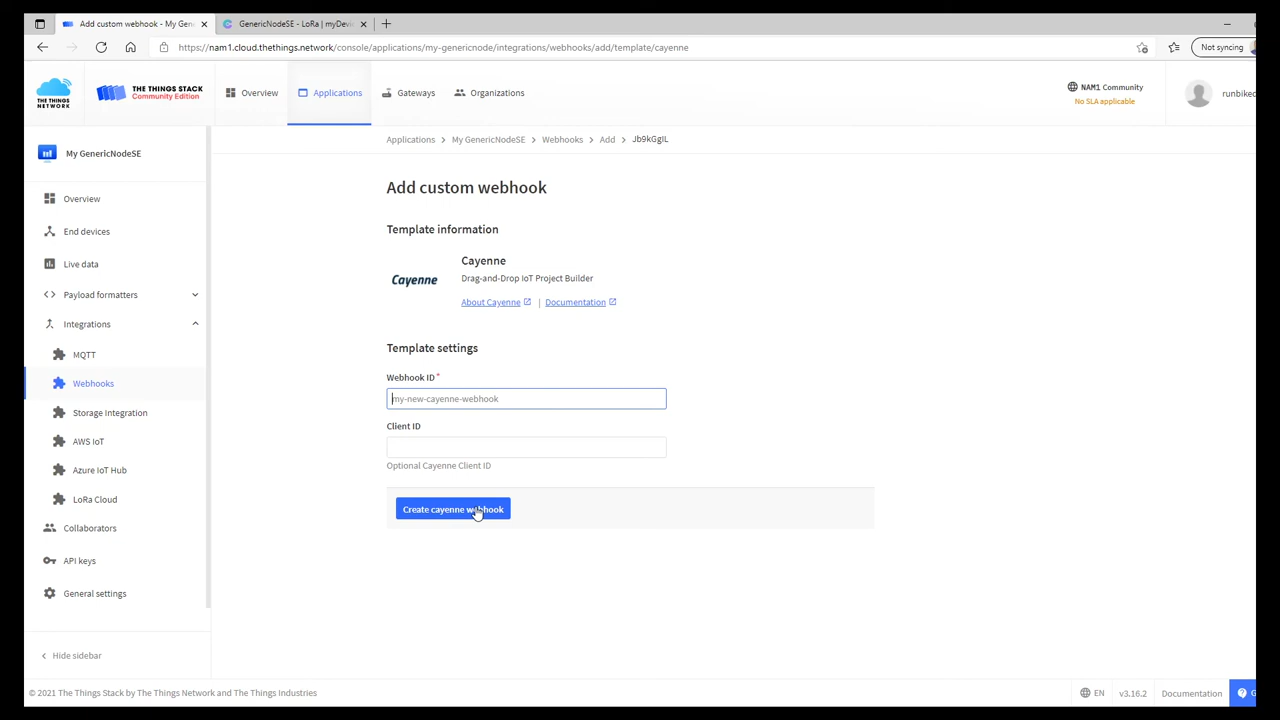 Add custom webhook - My Gen
GenericNodeSE - LoRa | myDevi
https://nam1.cloud.thethings.network/console/applications/my-genericnode/integrations/webhooks/add/template/cayenne
Not syncing
THE THINGS
NETWORK
THE THINGS STACK
Community Edition
Overview
Applications
Gateways
Organizations
NAM1 Community
No SLA applicable
runbiked
My GenericNodeSE
Overview
End devices
Live data
Payload formatters
Integrations
MQTT
Webhooks
Storage Integration
AWS IoT
Azure IoT Hub
LoRa Cloud
Collaborators
API keys
General settings
Hide sidebar
Applications > My GenericNodeSE > Webhooks > Add > Jb9kGgIL
Add custom webhook
Template information
Cayenne
Cayenne
Drag-and-Drop IoT Project Builder
About Cayenne | Documentation
Template settings
Webhook ID*
my-new-cayenne-webhook
Client ID
Optional Cayenne Client ID
Create cayenne webhook
© 2021 The Things Stack by The Things Network and The Things Industries
EN
v3.16.2
Documentation
G